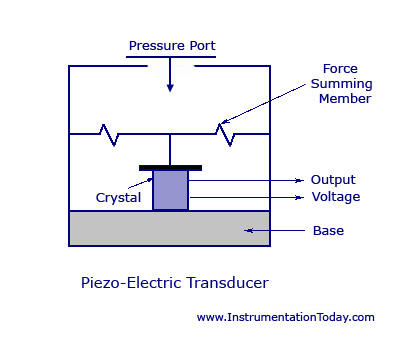 Pressure Port
Force
Summing
Member
Crystal
Output
Voltage
Base
Piezo-Electric Transducer
www.InstrumentationToday.com